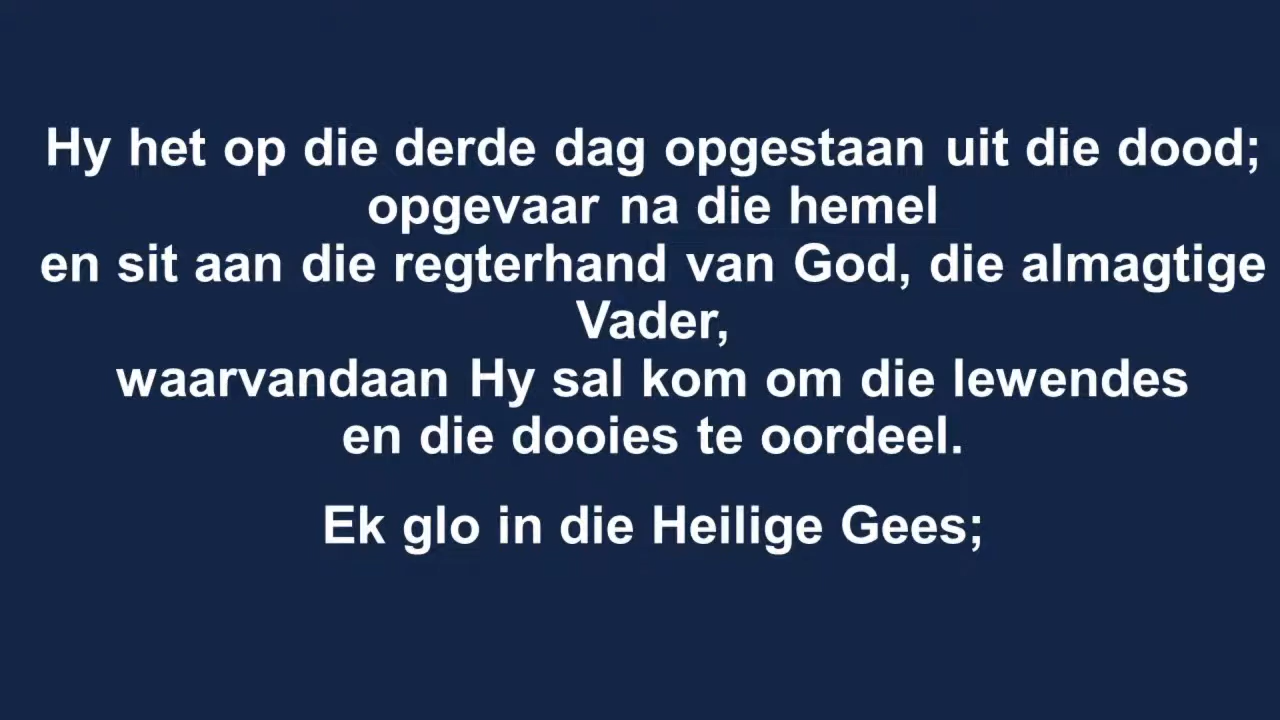 Hy het op die derde dag opgestaan uit die dood;
opgevaar na die hemel
en sit aan die regterhand van God, die almagtige
Vader,
waarvandaan Hy sal kom om die lewendes
en die dooies te oordeel.
Ek glo in die Heilige Gees;